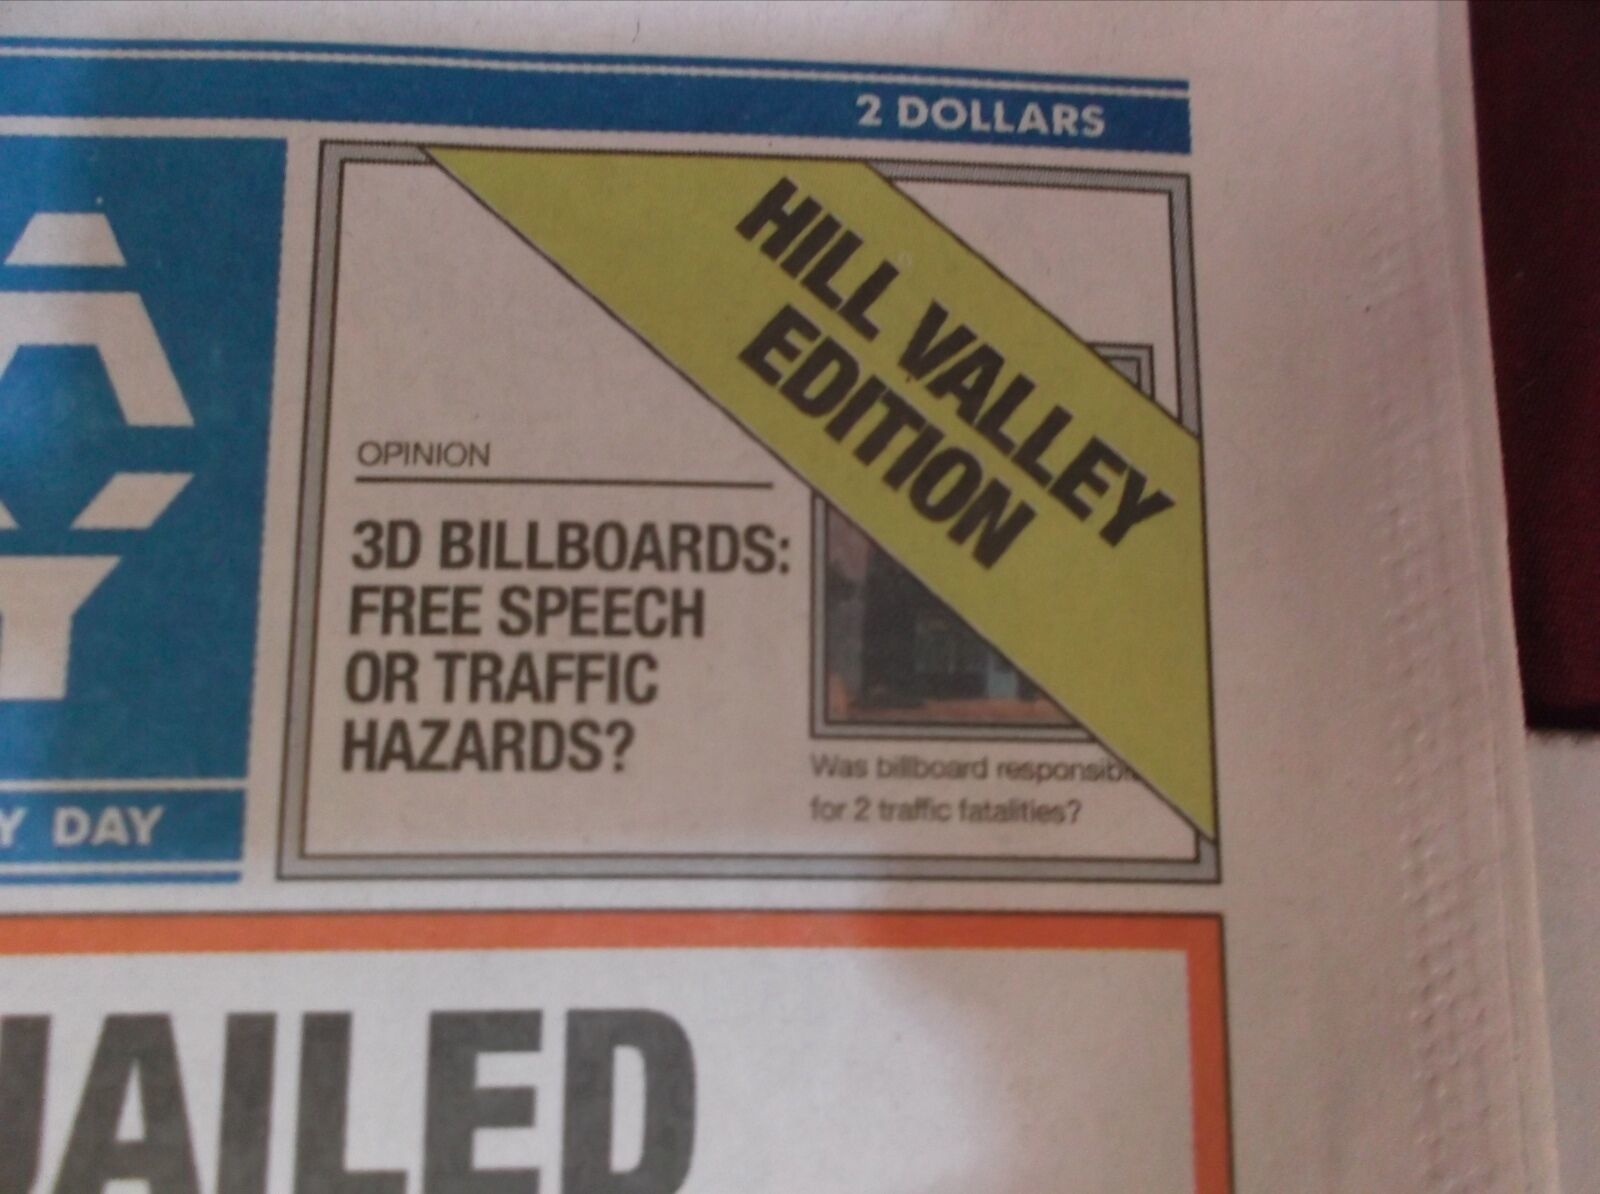 2 DOLLARS
HILL VALLEY
EDITION
OPINION
3D BILLBOARDS:
FREE SPEECH
OR TRAFFIC
HAZARDS?
Was billboard
for 2 traffic fatalities?
Y DAY
JAILED